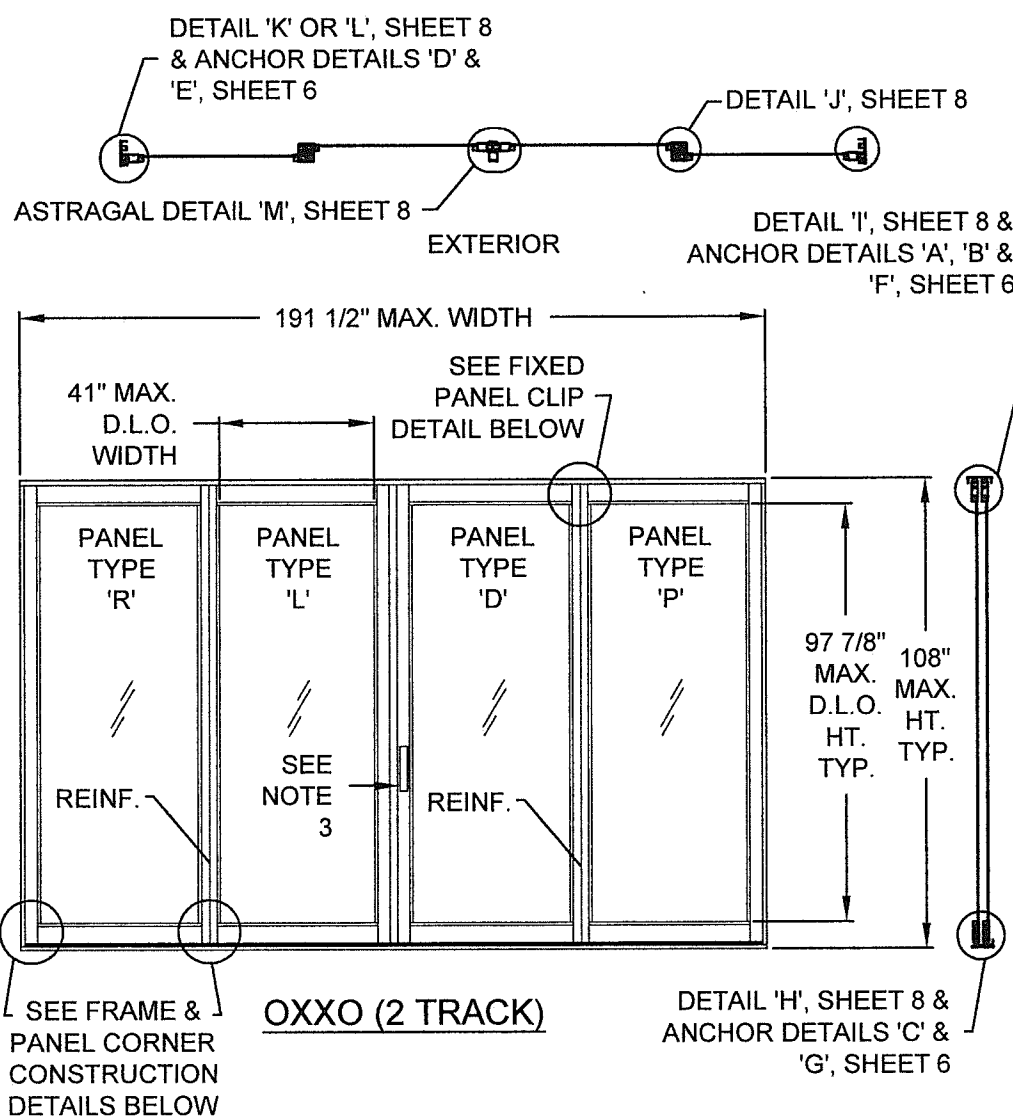 DETAIL 'K' OR 'L', SHEET 8
& ANCHOR DETAILS 'D' &
'E', SHEET 6
DETAIL 'J', SHEET 8
ASTRAGAL DETAIL 'M', SHEET 8
EXTERIOR
DETAIL 'I', SHEET 8 &
ANCHOR DETAILS 'A', 'B' &
'F', SHEET 6
191 1/2" MAX. WIDTH
41" MAX.
D.L.O.
WIDTH
SEE FIXED
PANEL CLIP
DETAIL BELOW
PANEL
TYPE
'R'
PANEL
TYPE
'L'
PANEL
TYPE
'D'
PANEL
TYPE
'P'
97 7/8"
MAX.
D.L.O.
HT.
TYP.
108"
MAX.
HT.
TYP.
REINF.
SEE
NOTE
3
REINF.
SEE FRAME &
PANEL CORNER
CONSTRUCTION
DETAILS BELOW
OXXO (2 TRACK)
DETAIL 'H', SHEET 8 &
ANCHOR DETAILS 'C' &
'G', SHEET 6